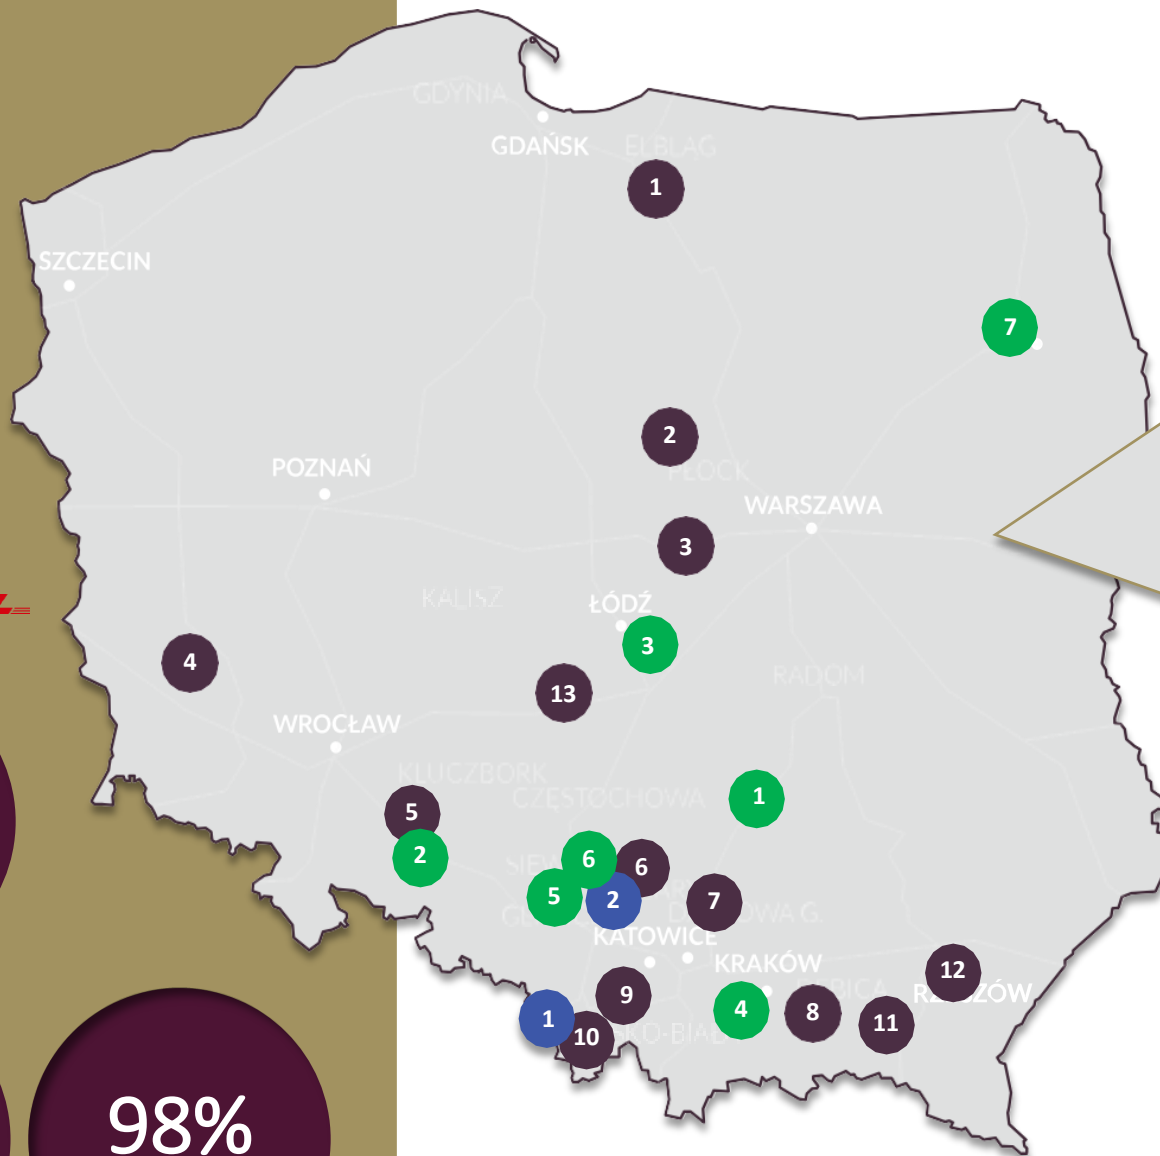 GDYNIA
GDAŃSK
ELBLĄG
1
SZCZECIN
7
2
POZNAŃ
PŁOCK
WARSZAWA
3
KALISZ
ŁÓDŹ
3
4
RADOM
13
WROCŁAW
KLUCZBORK
CZĘSTOCHOWA
1
5
2
6
6
5
2
7
KATOWICE
KRAKÓW
12
9
4
8
11
1
10
98%